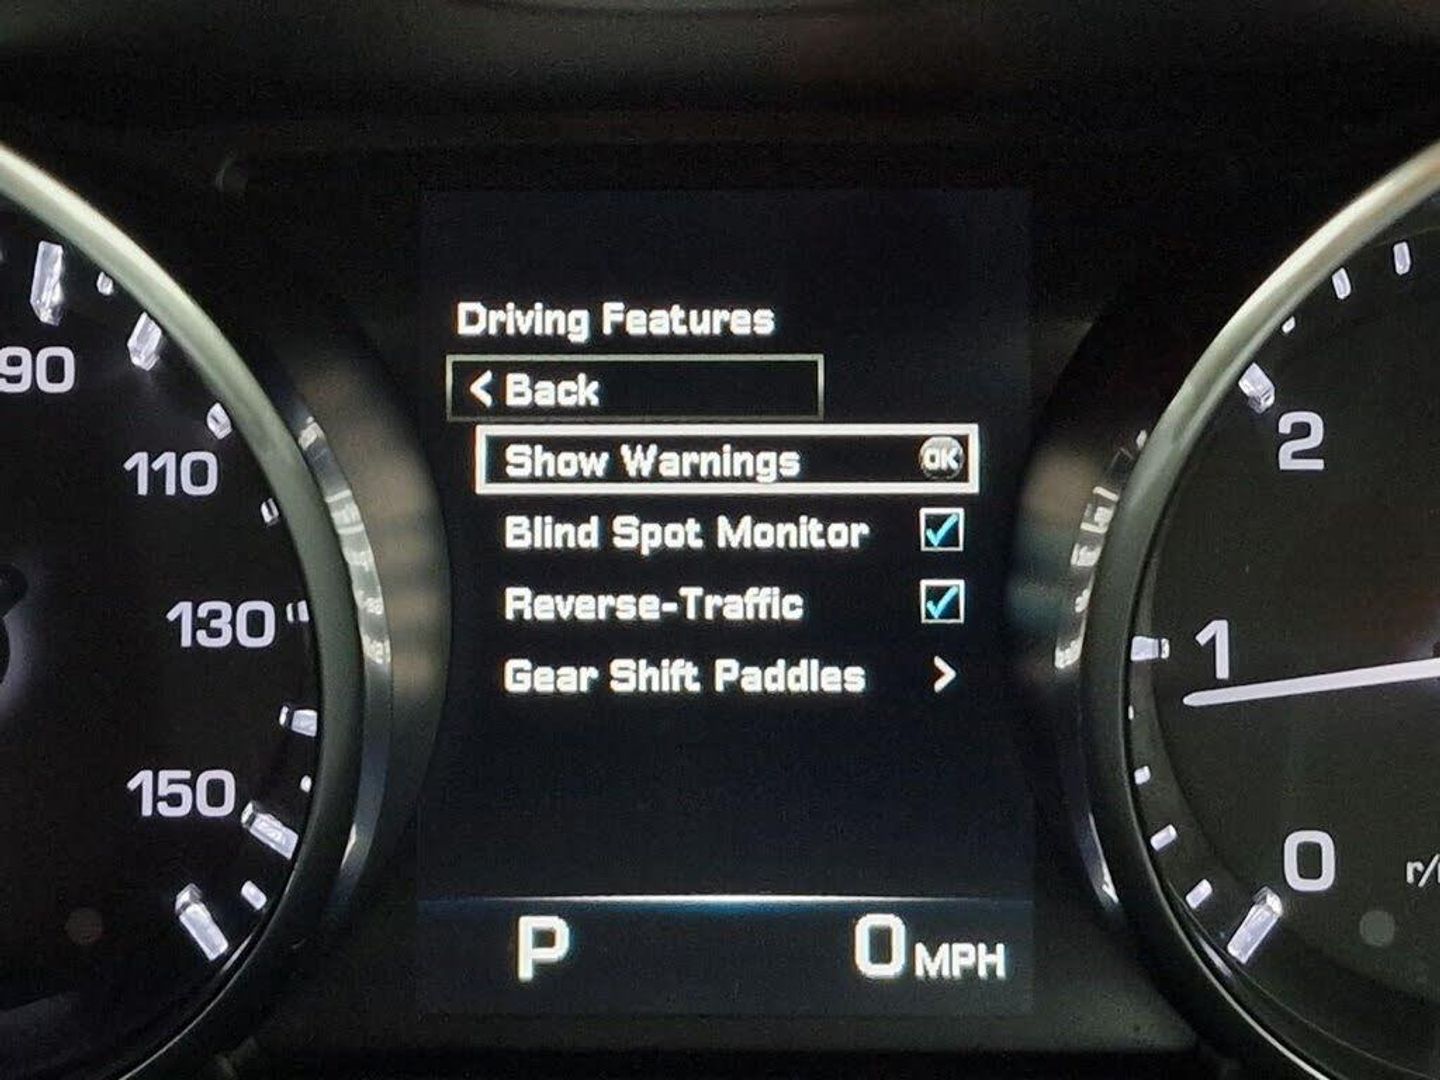 Driving Features
< Back
Show Warnings OK
Blind Spot Monitor
Reverse-Traffic
Gear Shift Paddles >
P 0 MPH
90
110
130
150
2
1
0
r/